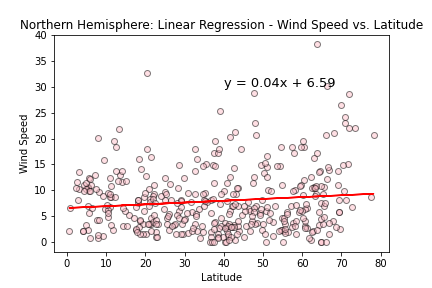 Northern Hemisphere: Linear Regression - Wind Speed vs. Latitude
40
35
30
25
20
15
10
5
0
Wind Speed
y = 0.04x + 6.59
0 10 20 30 40 50 60 70 80
Latitude